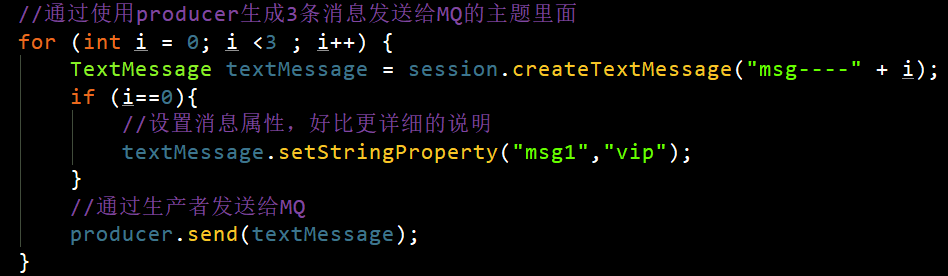 //通过使用producer生成3条消息发送给MQ的主题里面
for (int i = 0; i <3 ; i++) {
TextMessage textMessage = session.createTextMessage("msg----" + i);
if (i==0){
//设置消息属性，好比更详细的说明
textMessage.setStringProperty("msg1","vip");
}
//通过生产者发送给MQ
producer.send(textMessage);
}